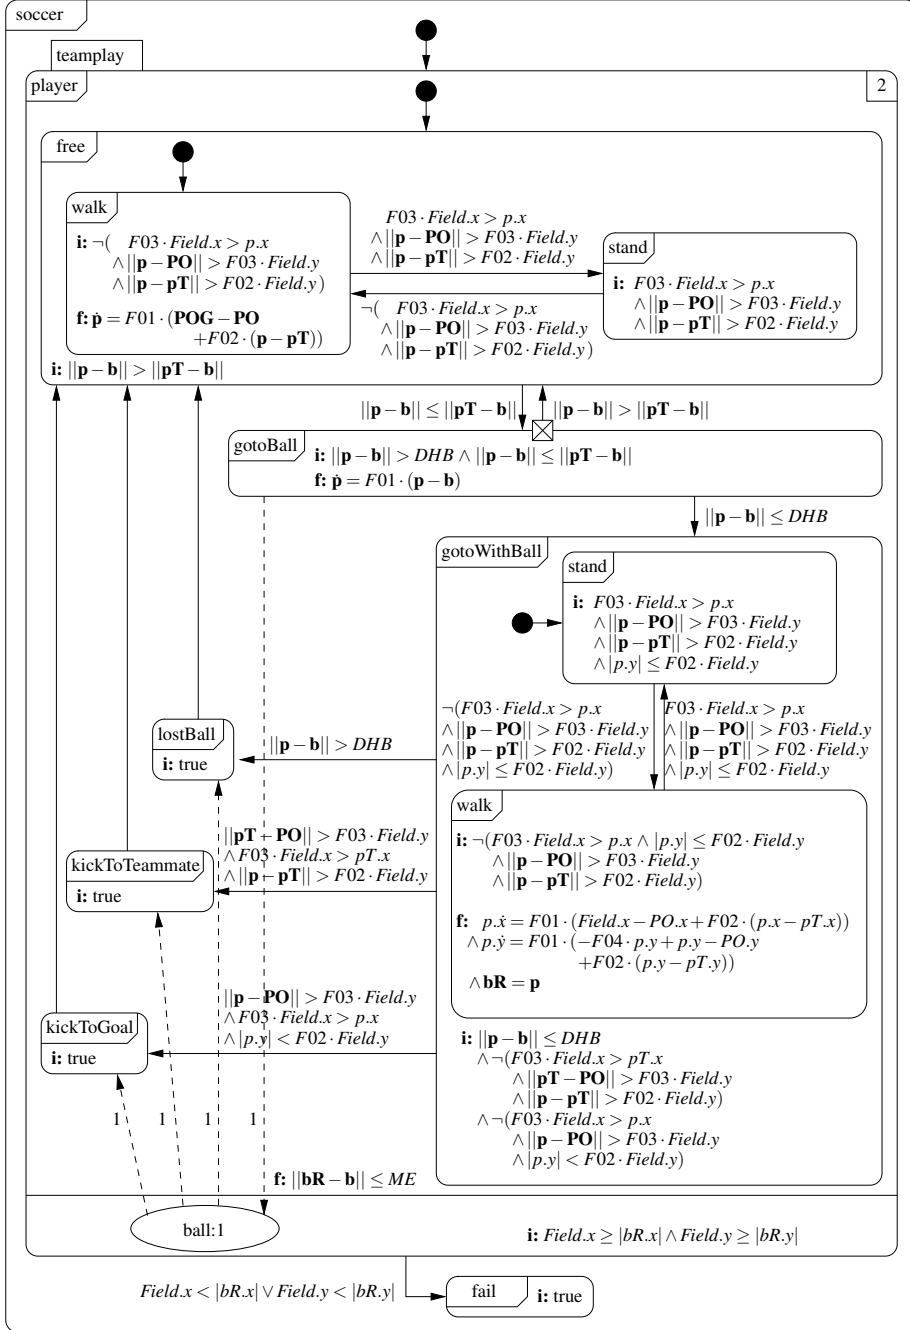 soccer
teamplay
player
2
free
walk
i: ¬( F03·Field.x > p.x
∧||p−PO|| > F03·Field.y
∧||p−pT|| > F02·Field.y)
f: ṗ = F01·(POG−PO
+F02·(p−pT))
F03·Field.x > p.x
∧||p−PO|| > F03·Field.y
∧||p−pT|| > F02·Field.y
¬( F03·Field.x > p.x
∧||p−PO|| > F03·Field.y
∧||p−pT|| > F02·Field.y)
stand
i: F03·Field.x > p.x
∧||p−PO|| > F03·Field.y
∧||p−pT|| > F02·Field.y
i: ||p−b|| > ||pT−b||
||p−b|| ≤ ||pT−b||
||p−b|| > ||pT−b||
gotoBall
i: ||p−b|| > DHB ∧ ||p−b|| ≤ ||pT−b||
f: ṗ = F01·(p−b)
||p−b|| ≤ DHB
gotoWithBall
stand
i: F03·Field.x > p.x
∧||p−PO|| > F03·Field.y
∧||p−pT|| > F02·Field.y
∧|p.y| ≤ F02·Field.y
¬(F03·Field.x > p.x
∧||p−PO|| > F03·Field.y
∧||p−pT|| > F02·Field.y
∧|p.y| ≤ F02·Field.y)
F03·Field.x > p.x
∧||p−PO|| > F03·Field.y
∧||p−pT|| > F02·Field.y
∧|p.y| ≤ F02·Field.y
lostBall
i: true
||p−b|| > DHB
walk
i: ¬(F03·Field.x > p.x ∧ |p.y| ≤ F02·Field.y
∧||p−PO|| > F03·Field.y
∧||p−pT|| > F02·Field.y)
f: p.ẋ = F01·(Field.x−PO.x+F02·(p.x−pT.x))
∧ p.ẏ = F01·(−F04·p.y+p.y−PO.y
+F02·(p.y−pT.y))
∧bR = p
||pT−PO|| > F03·Field.y
∧F03·Field.x > pT.x
∧||p−pT|| > F02·Field.y
kickToTeammate
i: true
||p−PO|| > F03·Field.y
∧F03·Field.x > p.x
∧|p.y| < F02·Field.y
kickToGoal
i: true
i: ||p−b|| ≤ DHB
∧¬(F03·Field.x > pT.x
∧||pT−PO|| > F03·Field.y
∧||p−pT|| > F02·Field.y)
∧¬(F03·Field.x > p.x
∧||p−PO|| > F03·Field.y
∧|p.y| < F02·Field.y)
1
1
1
1
f: ||bR−b|| ≤ ME
ball:1
i: Field.x ≥ |bR.x| ∧ Field.y ≥ |bR.y|
Field.x < |bR.x| ∨ Field.y < |bR.y|
fail
i: true